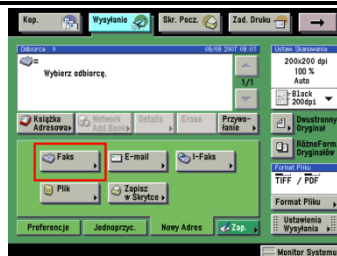 Kop. Wysyłanie Skr. Pocz. Zad. Druku
Odbiorca : 0 08/09 2007 08:01
Wybierz odbiorcę.
1/1
Książka Adresowa
Network Add.Book
Details
Erase
Przywo-
łanie
Faks
E-mail
I-Faks
Plik
Zapisz
w Skrytce
Preferencje Jednoprzyc. Nowy Adres Zap.
Ustaw Skanowania
200x200 dpi
100 %
Auto
Black
200dpi
Dwustronny
Oryginał
RóżneForm.
Oryginałów
Format Pliku
TIFF / PDF
Format Pliku
Ustawienia
Wysyłania
Monitor Systemu